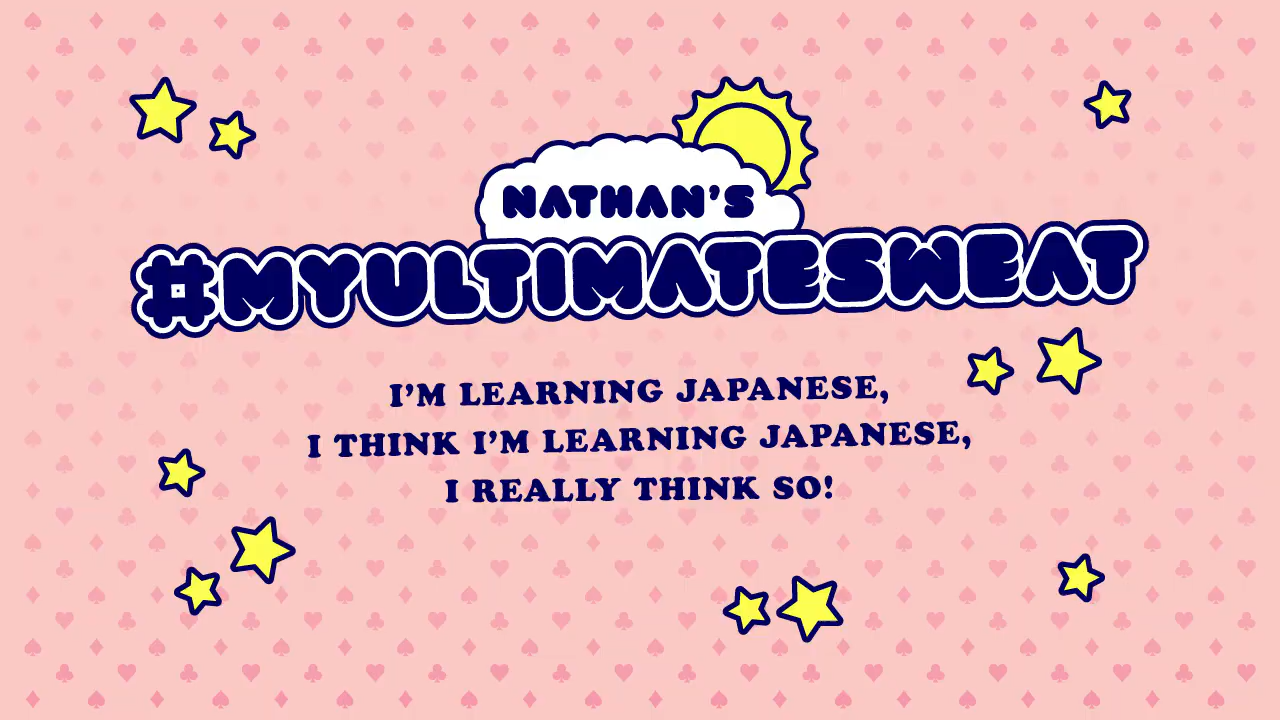 NATHAN'S
#MYULTIMATESWEAT
I'M LEARNING JAPANESE,
I THINK I'M LEARNING JAPANESE,
I REALLY THINK SO!